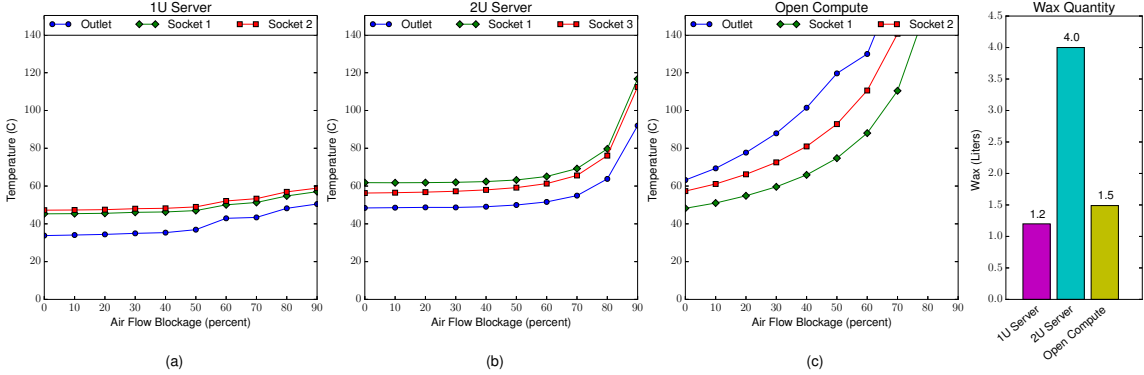 1U Server
Outlet Socket 1 Socket 2
140
120
100
80
60
40
20
0
Temperature (C)
0 10 20 30 40 50 60 70 80 90
Air Flow Blockage (percent)
(a)
2U Server
Outlet Socket 1 Socket 3
140
120
100
80
60
40
20
0
Temperature (C)
0 10 20 30 40 50 60 70 80 90
Air Flow Blockage (percent)
(b)
Open Compute
Outlet Socket 1 Socket 2
140
120
100
80
60
40
20
0
Temperature (C)
0 10 20 30 40 50 60 70 80 90
Air Flow Blockage (percent)
(c)
Wax Quantity
4.5
4.0
3.5
3.0
2.5
2.0
1.5
1.0
0.5
0.0
Wax (Liters)
1.2
4.0
1.5
1U Server
2U Server
Open Compute